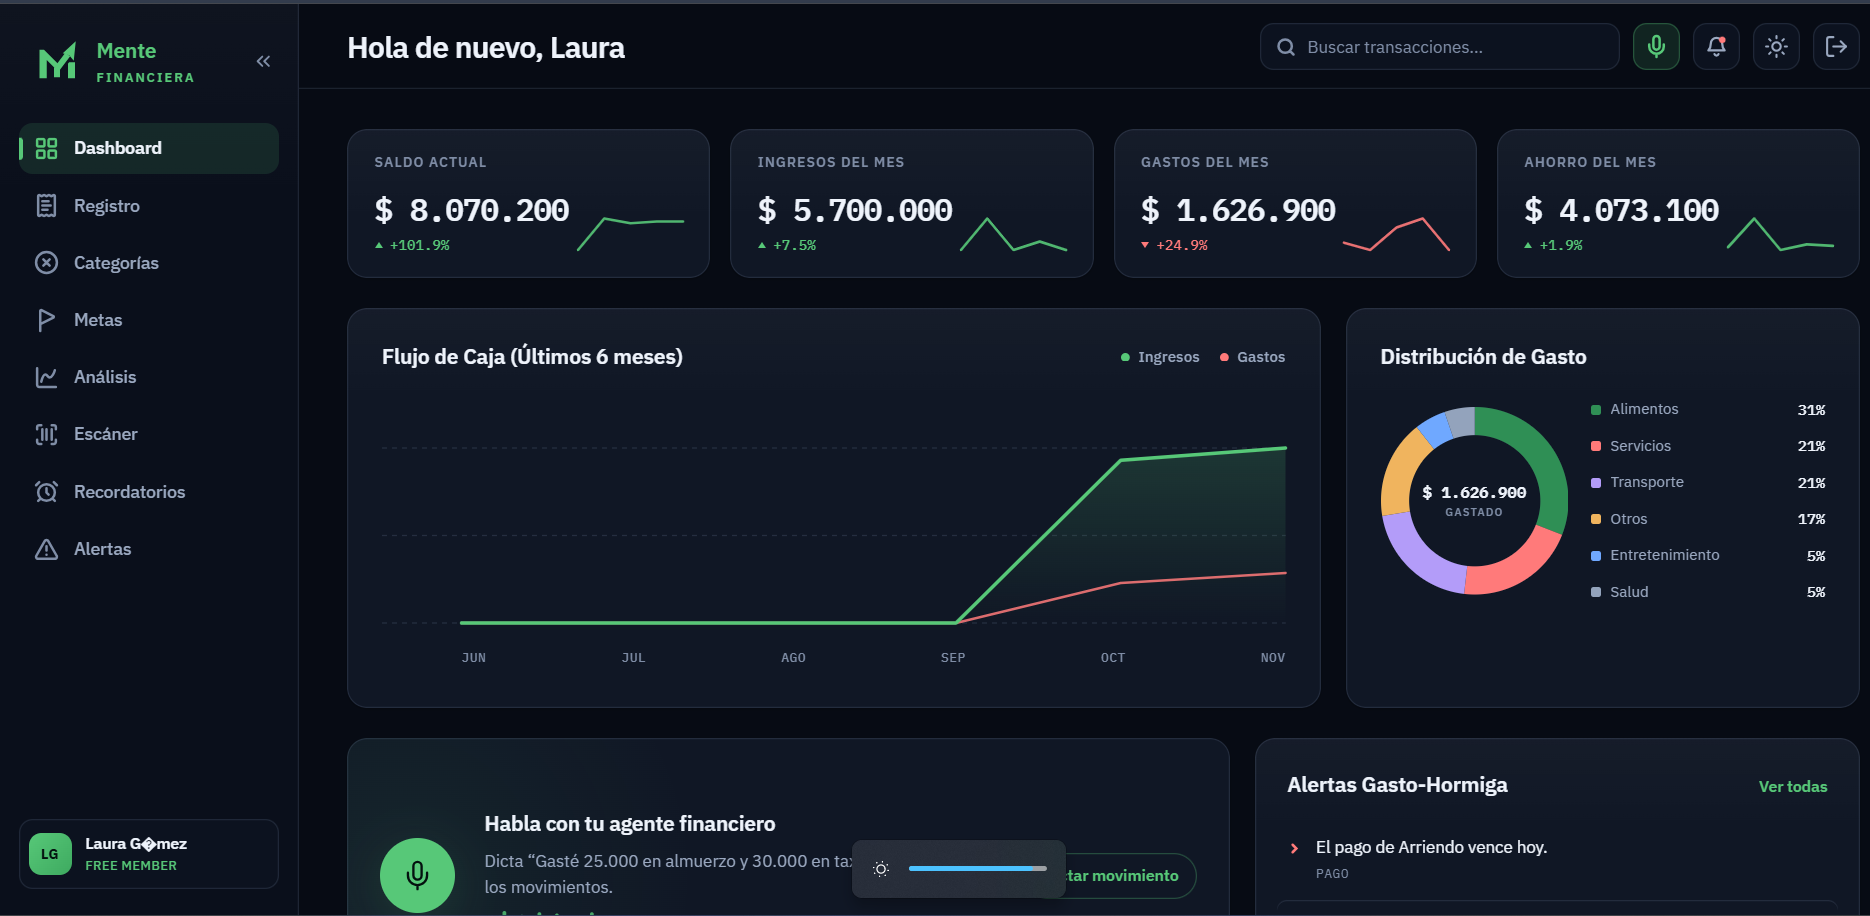 Mente
FINANCIERA
Dashboard
Registro
Categorías
Metas
Análisis
Escáner
Recordatorios
Alertas
LG
Laura G�mez
FREE MEMBER
Hola de nuevo, Laura
Buscar transacciones...
SALDO ACTUAL
$ 8.070.200
+101.9%
INGRESOS DEL MES
$ 5.700.000
+7.5%
GASTOS DEL MES
$ 1.626.900
+24.9%
AHORRO DEL MES
$ 4.073.100
+1.9%
Flujo de Caja (Últimos 6 meses)
Ingresos
Gastos
JUN JUL AGO SEP OCT NOV
Distribución de Gasto
$ 1.626.900
GASTADO
Alimentos 31%
Servicios 21%
Transporte 21%
Otros 17%
Entretenimiento 5%
Salud 5%
Habla con tu agente financiero
Dicta “Gasté 25.000 en almuerzo y 30.000 en
los movimientos.
movimiento
Alertas Gasto-Hormiga
Ver todas
El pago de Arriendo vence hoy.
PAGO